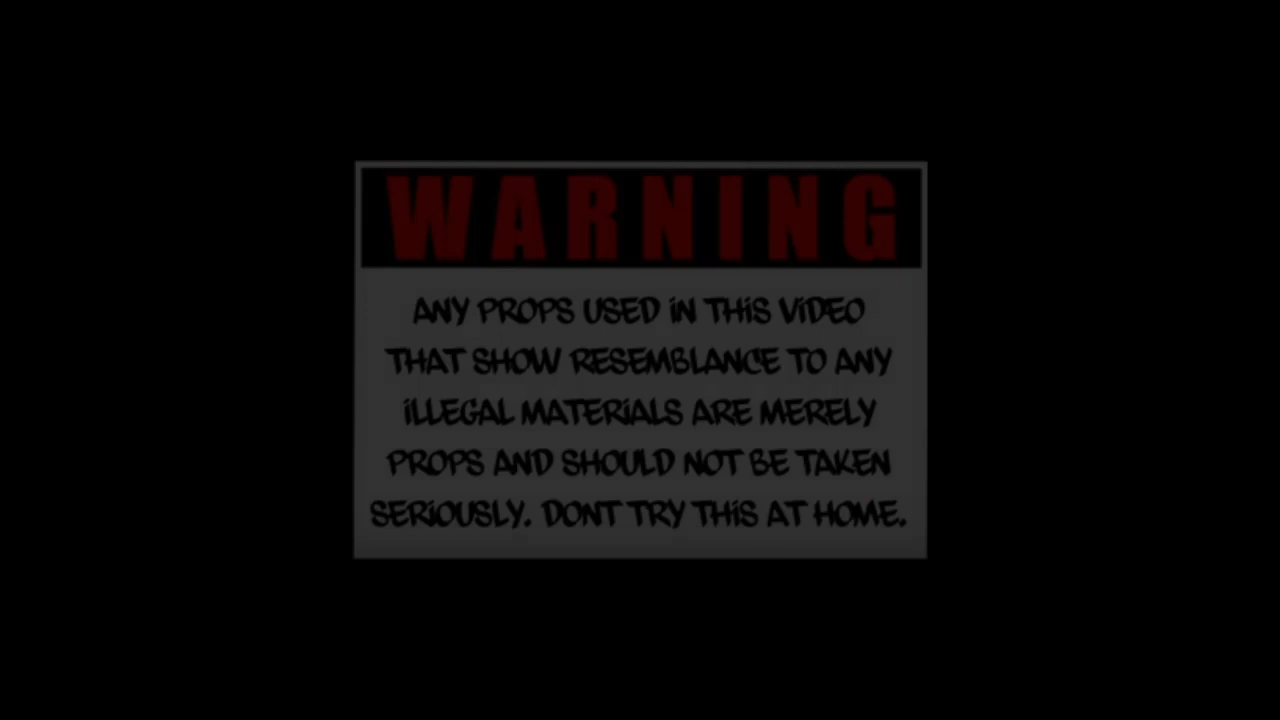 WARNING
ANY PROPS USED iN THiS ViDEO
THAT SHOW RESEMBLANCE TO ANY
iLLEGAL MATERiALS ARE MERELY
PROPS AND SHOULD NOT BE TAKEN
SERiOUSLY. DONT TRY THiS AT HOME.